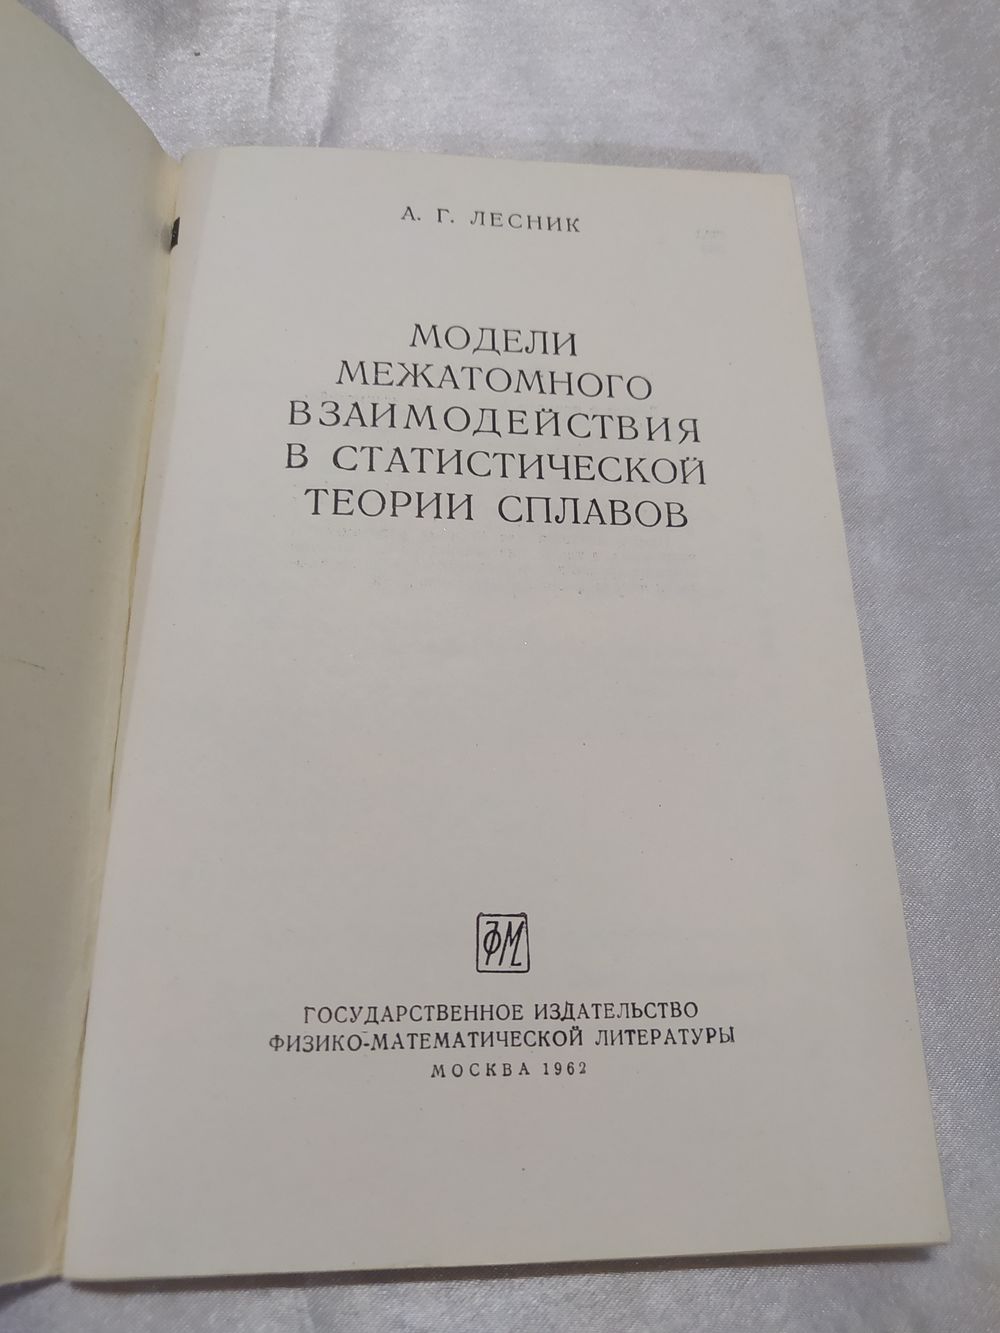 А. Г. ЛЕСНИК
МОДЕЛИ
МЕЖАТОМНОГО
ВЗАИМОДЕЙСТВИЯ
В СТАТИСТИЧЕСКОЙ
ТЕОРИИ СПЛАВОВ
ФМ
ГОСУДАРСТВЕННОЕ ИЗДАТЕЛЬСТВО
ФИЗИКО-МАТЕМАТИЧЕСКОЙ ЛИТЕРАТУРЫ
МОСКВА 1962